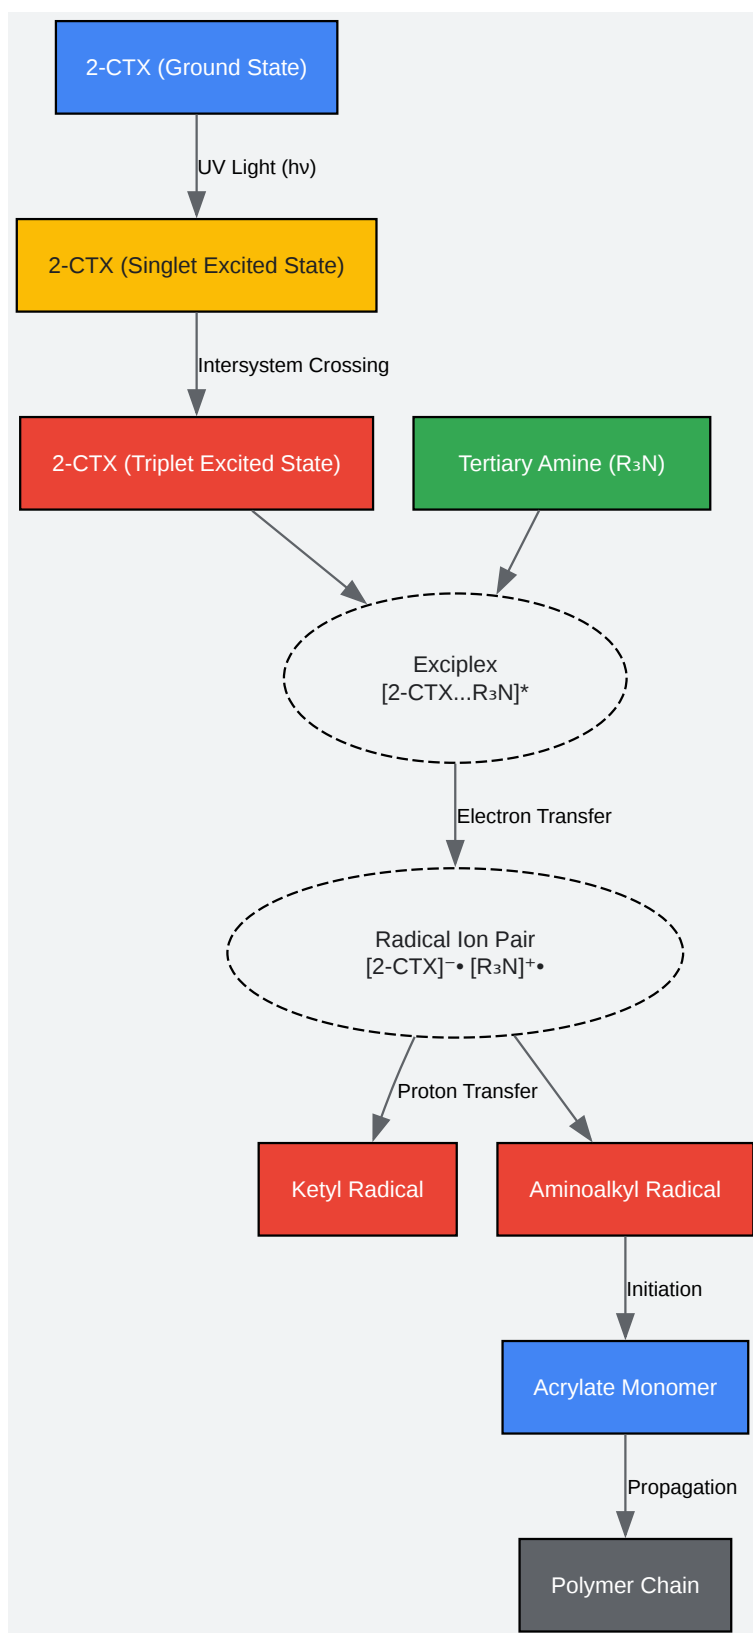 2-CTX (Ground State)
UV Light (hν)
2-CTX (Singlet Excited State)
Intersystem Crossing
2-CTX (Triplet Excited State)
Tertiary Amine (R₃N)
Exciplex
[2-CTX...R₃N]*
Electron Transfer
Radical Ion Pair
[2-CTX]⁻• [R₃N]⁺•
Proton Transfer
Ketyl Radical
Aminoalkyl Radical
Initiation
Acrylate Monomer
Propagation
Polymer Chain